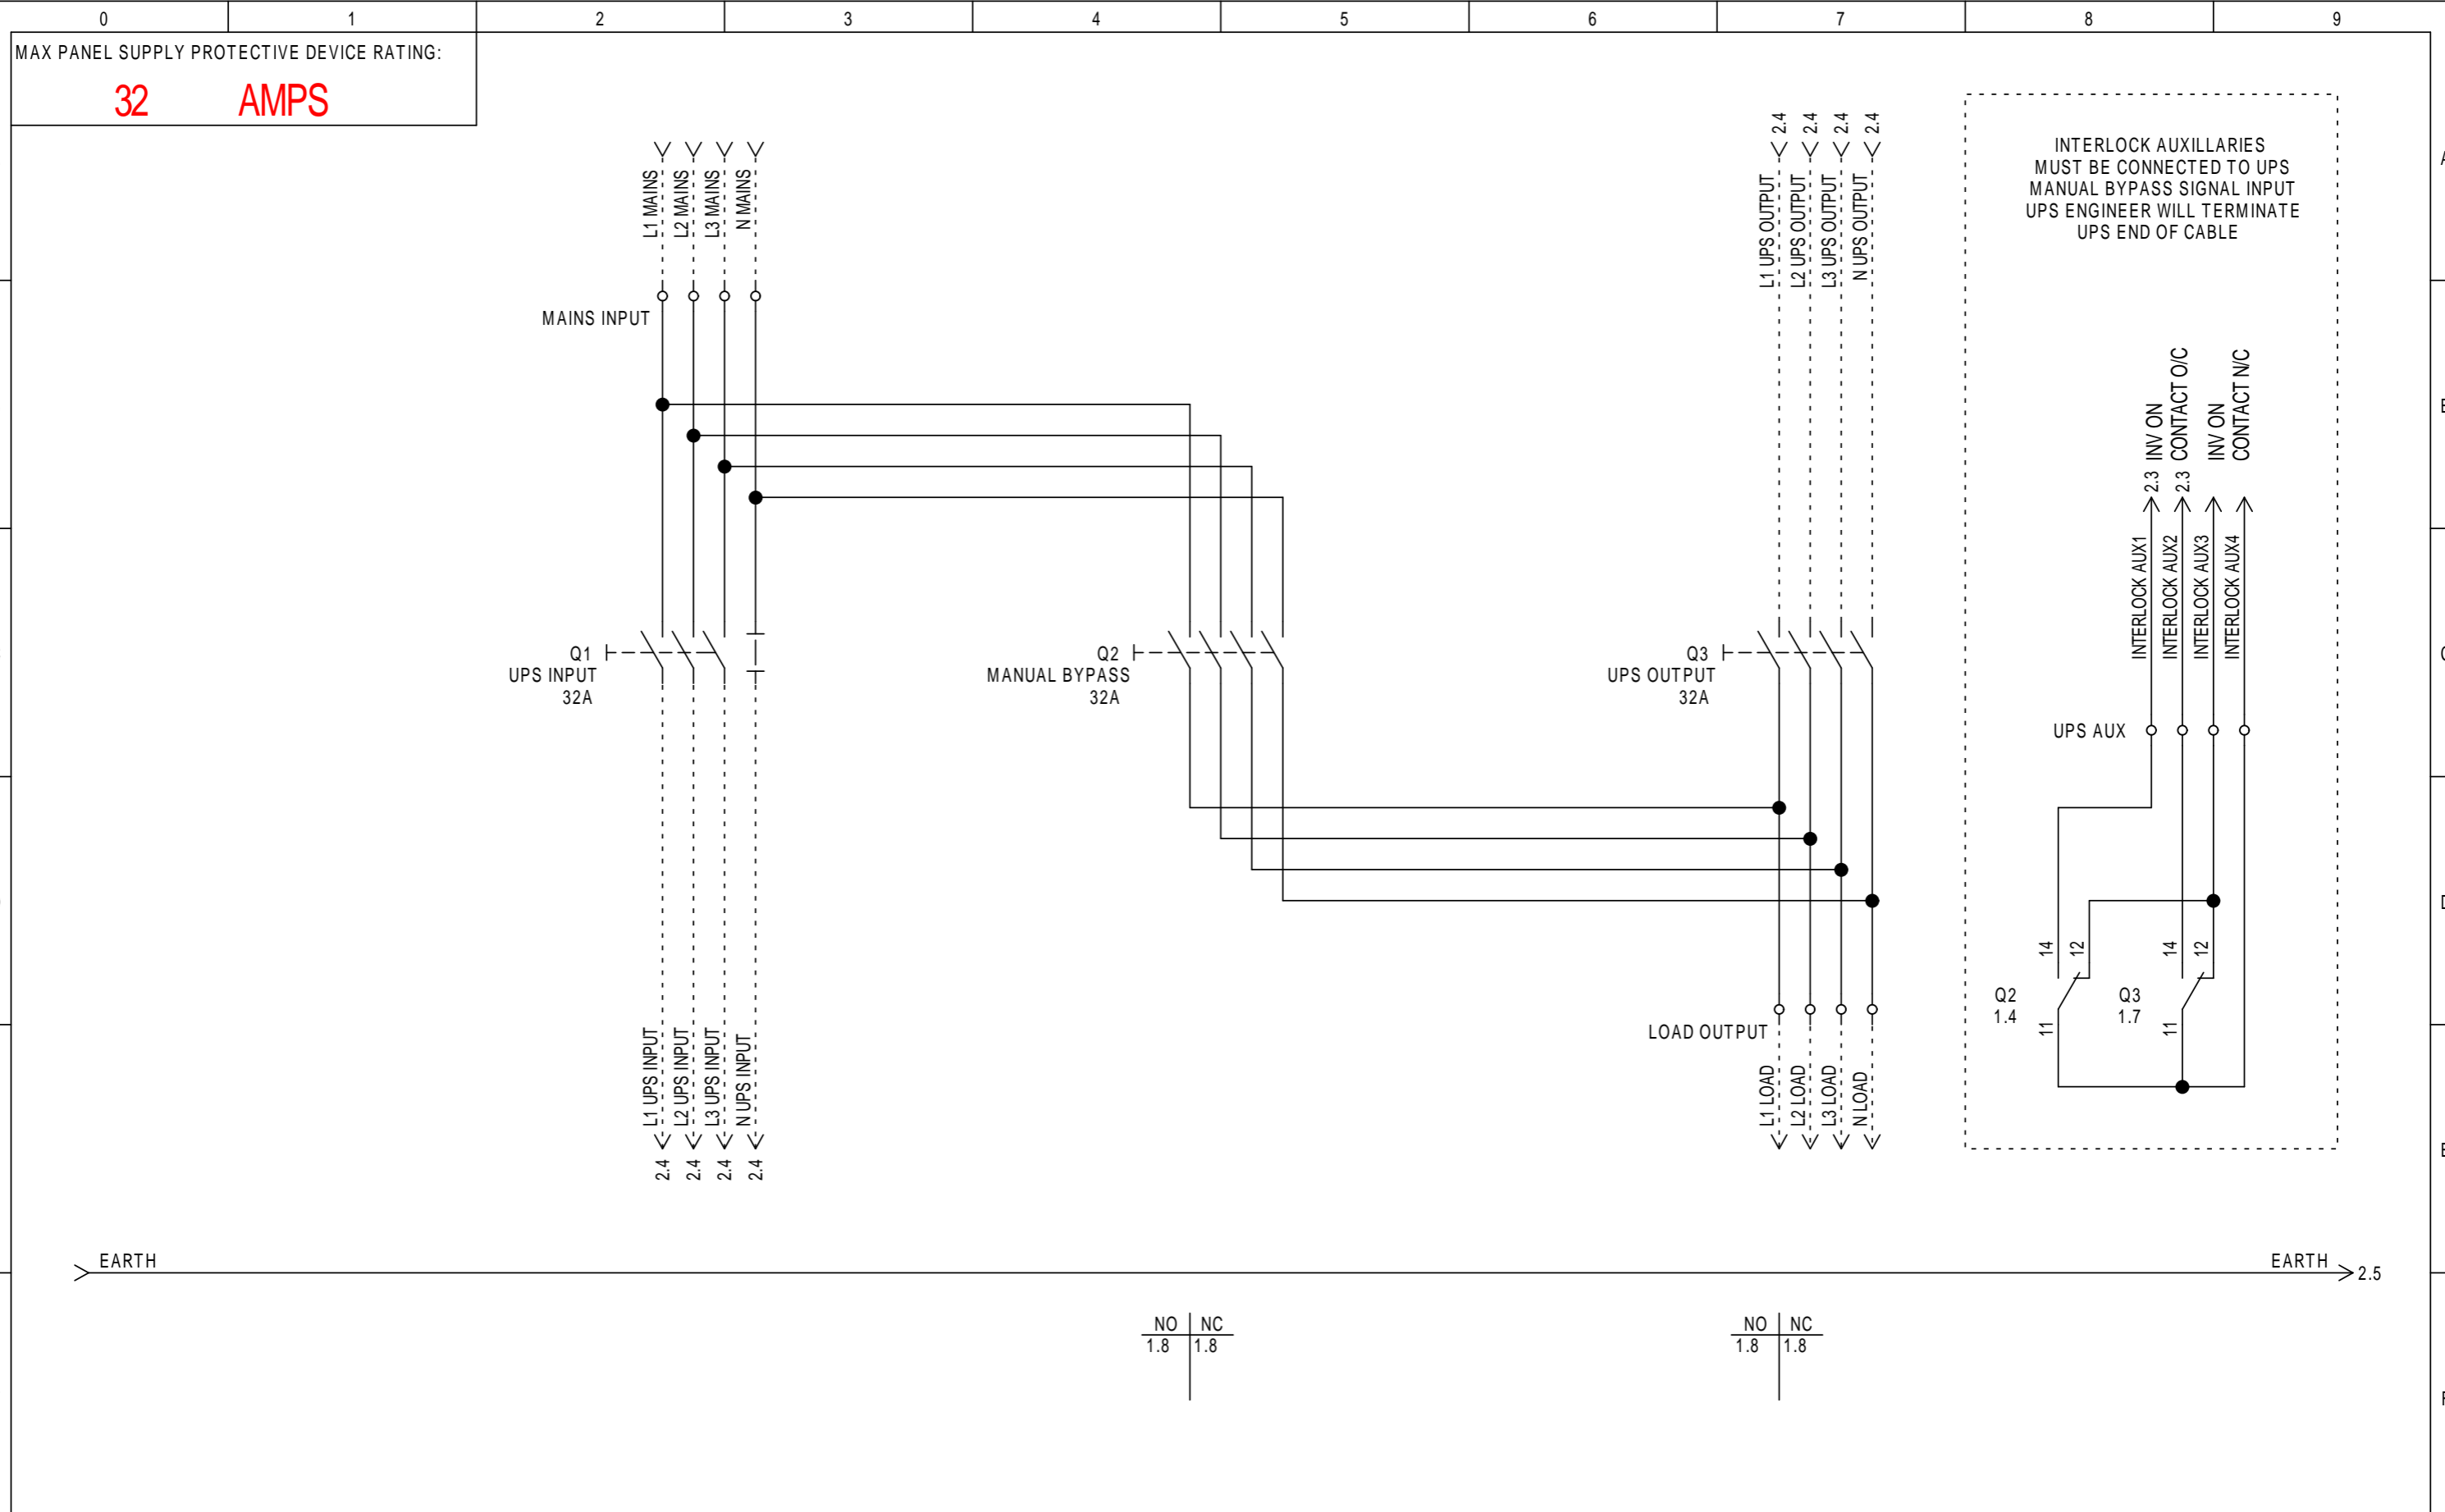 0 1 2 3 4 5 6 7 8 9
MAX PANEL SUPPLY PROTECTIVE DEVICE RATING:
32 AMPS
L1 MAINS
L2 MAINS
L3 MAINS
N MAINS
MAINS INPUT
2.4
2.4
2.4
2.4
L1 UPS OUTPUT
L2 UPS OUTPUT
L3 UPS OUTPUT
N UPS OUTPUT
INTERLOCK AUXILLARIES
MUST BE CONNECTED TO UPS
MANUAL BYPASS SIGNAL INPUT
UPS ENGINEER WILL TERMINATE
UPS END OF CABLE
2.3 INV ON
2.3 CONTACT O/C
INV ON
CONTACT N/C
INTERLOCK AUX1
INTERLOCK AUX2
INTERLOCK AUX3
INTERLOCK AUX4
Q1
UPS INPUT
32A
Q2
MANUAL BYPASS
32A
Q3
UPS OUTPUT
32A
UPS AUX
14
12
14
12
Q2
1.4
11
Q3
1.7
11
LOAD OUTPUT
L1 UPS INPUT
L2 UPS INPUT
L3 UPS INPUT
N UPS INPUT
2.4
2.4
2.4
2.4
L1 LOAD
L2 LOAD
L3 LOAD
N LOAD
EARTH
EARTH
2.5
NO NC
1.8 1.8
NO NC
1.8 1.8